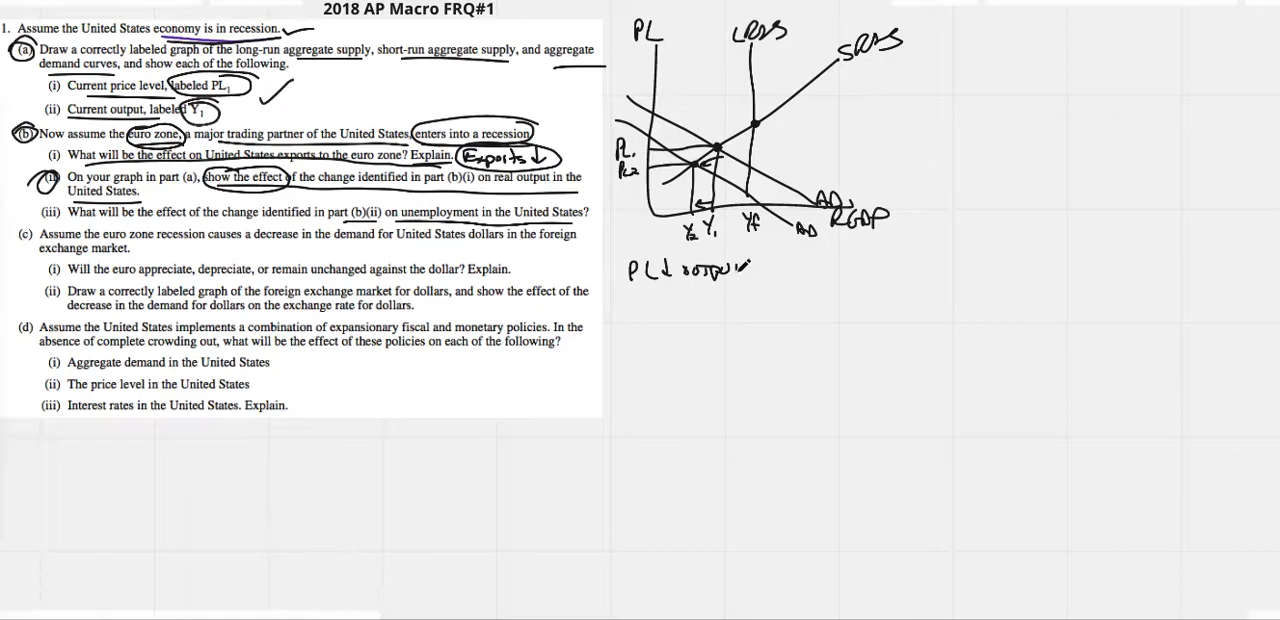 2018 AP Macro FRQ#1
1. Assume the United States economy is in recession.
(a) Draw a correctly labeled graph of the long-run aggregate supply, short-run aggregate supply, and aggregate
demand curves, and show each of the following.
(i) Current price level, labeled PL₁
(ii) Current output, labeled Y₁
(b) Now assume the euro zone, a major trading partner of the United States, enters into a recession.
(i) What will be the effect on United States exports to the euro zone? Explain. Exports ↓
(ii) On your graph in part (a), show the effect of the change identified in part (b)(i) on real output in the
United States.
(iii) What will be the effect of the change identified in part (b)(ii) on unemployment in the United States?
(c) Assume the euro zone recession causes a decrease in the demand for United States dollars in the foreign
exchange market.
(i) Will the euro appreciate, depreciate, or remain unchanged against the dollar? Explain.
(ii) Draw a correctly labeled graph of the foreign exchange market for dollars, and show the effect of the
decrease in the demand for dollars on the exchange rate for dollars.
(d) Assume the United States implements a combination of expansionary fiscal and monetary policies. In the
absence of complete crowding out, what will be the effect of these policies on each of the following?
(i) Aggregate demand in the United States
(ii) The price level in the United States
(iii) Interest rates in the United States. Explain.
PL
LRAS
SRAS
PL₁
PL2
AD₁
Y2 Y₁ Yf AD RGDP
PL↓